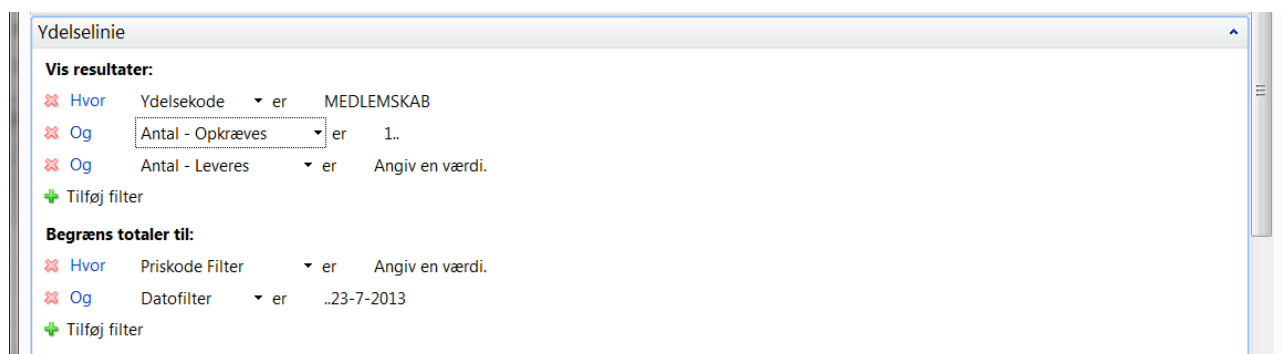 Ydelselinie
Vis resultater:
Hvor Ydelsekode er MEDLEMSKAB
Og Antal - Opkræves er 1..
Og Antal - Leveres er Angiv en værdi.
Tilføj filter
Begræns totaler til:
Hvor Priskode Filter er Angiv en værdi.
Og Datofilter er ..23-7-2013
Tilføj filter